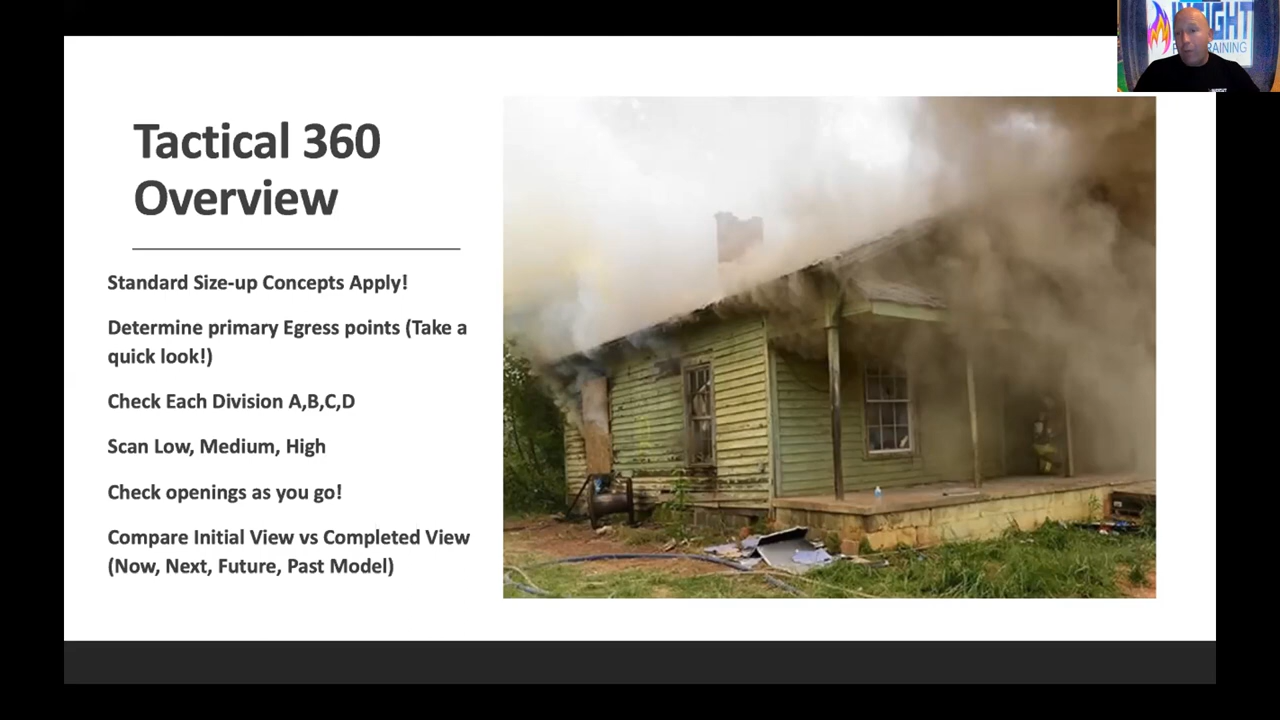 Tactical 360
Overview
Standard Size-up Concepts Apply!
Determine primary Egress points (Take a
quick look!)
Check Each Division A,B,C,D
Scan Low, Medium, High
Check openings as you go!
Compare Initial View vs Completed View
(Now, Next, Future, Past Model)